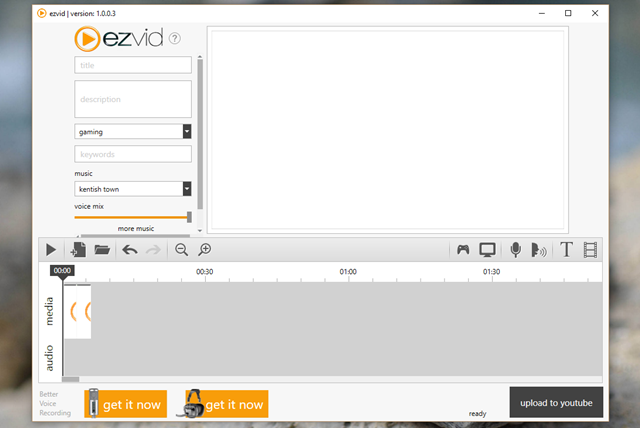 ezvid | version: 1.0.0.3
ezvid ?
title
description
gaming
keywords
music
kentish town
voice mix
more music
T
00:00
00:30
01:00
01:30
media
audio
Better
Voice
Recording
get it now
get it now
ready
upload to youtube